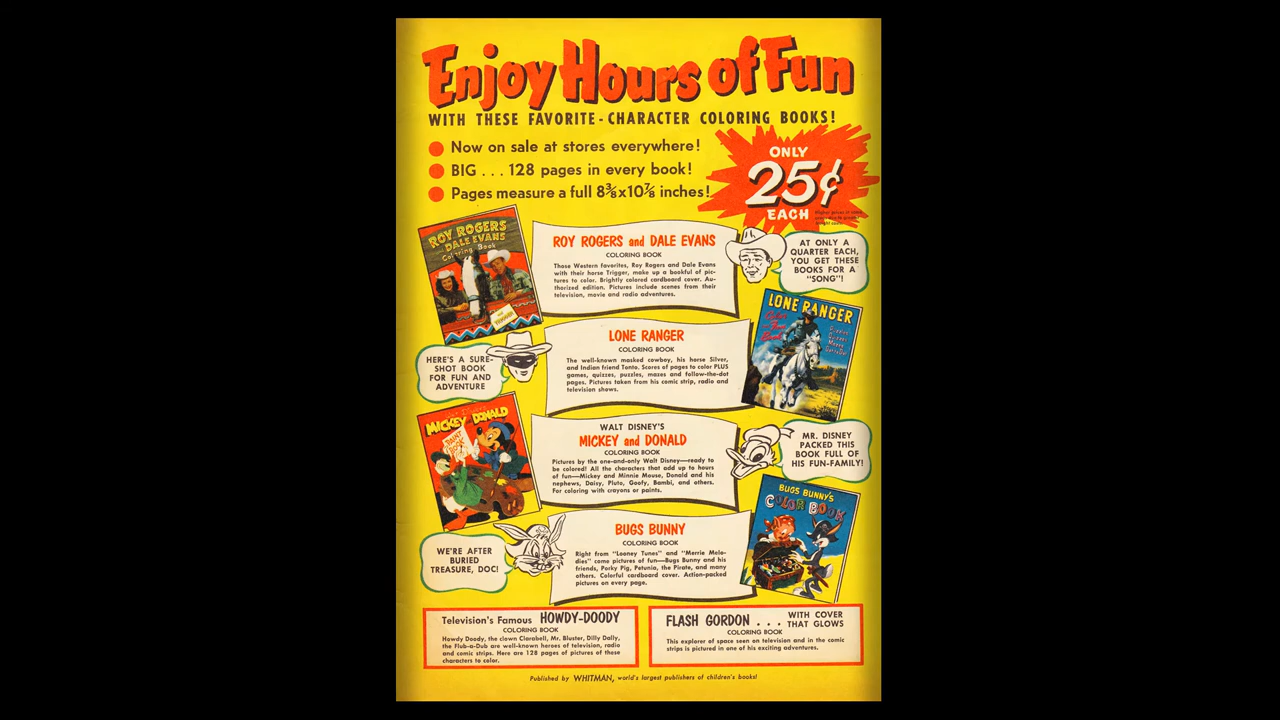 Enjoy Hours of Fun
WITH THESE FAVORITE-CHARACTER COLORING BOOKS!
Now on sale at stores everywhere!
BIG . . . 128 pages in every book!
Pages measure a full 8⅜x10⅞ inches!
ONLY
25¢
EACH
ROY ROGERS
DALE EVANS
Coloring Book
TRIGGER
ROY ROGERS and DALE EVANS
COLORING BOOK
Those Western favorites, Roy Rogers and Dale Evans
with their horse Trigger, make up a bookful of pic-
tures to color. Brightly colored cardboard cover. Au-
thorized edition. Pictures include scenes from their
television, movie and radio adventures.
AT ONLY A
QUARTER EACH,
YOU GET THESE
BOOKS FOR A
"SONG"!
HERE'S A SURE-
SHOT BOOK
FOR FUN AND
ADVENTURE
LONE RANGER
COLORING BOOK
The well-known masked cowboy, his horse Silver,
and Indian friend Tonto. Scores of pages to color PLUS
games, quizzes, puzzles, mazes and follow-the-dot
pages. Pictures taken from his comic strip, radio and
television shows.
LONE RANGER
MICKEY and DONALD
PAINT
BOOK
WALT DISNEY'S
MICKEY and DONALD
COLORING BOOK
Pictures by the one-and-only Walt Disney—ready to
be colored! All the characters that add up to hours
of fun—Mickey and Minnie Mouse, Donald and his
nephews, Daisy, Pluto, Goofy, Bambi, and others.
For coloring with crayons or paints.
MR. DISNEY
PACKED THIS
BOOK FULL OF
HIS FUN-FAMILY!
WE'RE AFTER
BURIED
TREASURE, DOC!
BUGS BUNNY
COLORING BOOK
Right from "Looney Tunes" and "Merrie Melo-
dies" come pictures of fun—Bugs Bunny and his
friends, Porky Pig, Petunia, the Pirate, and many
others. Colorful cardboard cover. Action-packed
pictures on every page.
BUGS BUNNY'S
COLOR BOOK
Television's Famous HOWDY-DOODY
COLORING BOOK
Howdy Doody, the clown Clarabell, Mr. Bluster, Dilly Dally,
the Flub-a-Dub are well-known heroes of television, radio
and comic strips. Here are 128 pages of pictures of these
characters to color.
FLASH GORDON . . . WITH COVER
THAT GLOWS
COLORING BOOK
This explorer of space seen on television and in the comic
strips is pictured in one of his exciting adventures.
Published by WHITMAN, world's largest publishers of children's books!